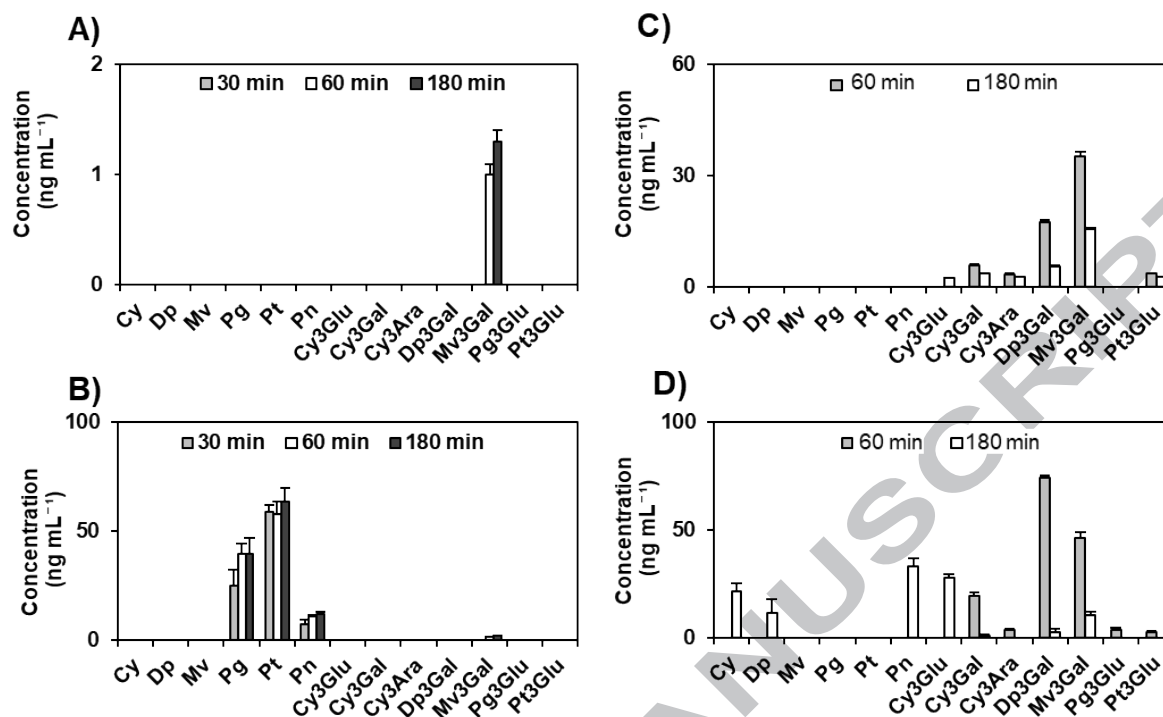 A)
2
1
0
Concentration
(ng mL⁻¹)
30 min 60 min 180 min
Cy Dp Mv Pg Pt Pn Cy3Glu Cy3Gal Cy3Ara Dp3Gal Mv3Gal Pg3Glu Pt3Glu
B)
100
50
0
Concentration
(ng mL⁻¹)
30 min 60 min 180 min
Cy Dp Mv Pg Pt Pn Cy3Glu Cy3Gal Cy3Ara Dp3Gal Mv3Gal Pg3Glu Pt3Glu
C)
60
30
0
Concentration
(ng mL⁻¹)
60 min 180 min
Cy Dp Mv Pg Pt Pn Cy3Glu Cy3Gal Cy3Ara Dp3Gal Mv3Gal Pg3Glu Pt3Glu
D)
100
50
0
Concentration
(ng mL⁻¹)
60 min 180 min
Cy Dp Mv Pg Pt Pn Cy3Glu Cy3Gal Cy3Ara Dp3Gal Mv3Gal Pg3Glu Pt3Glu
ANUSCRIPT